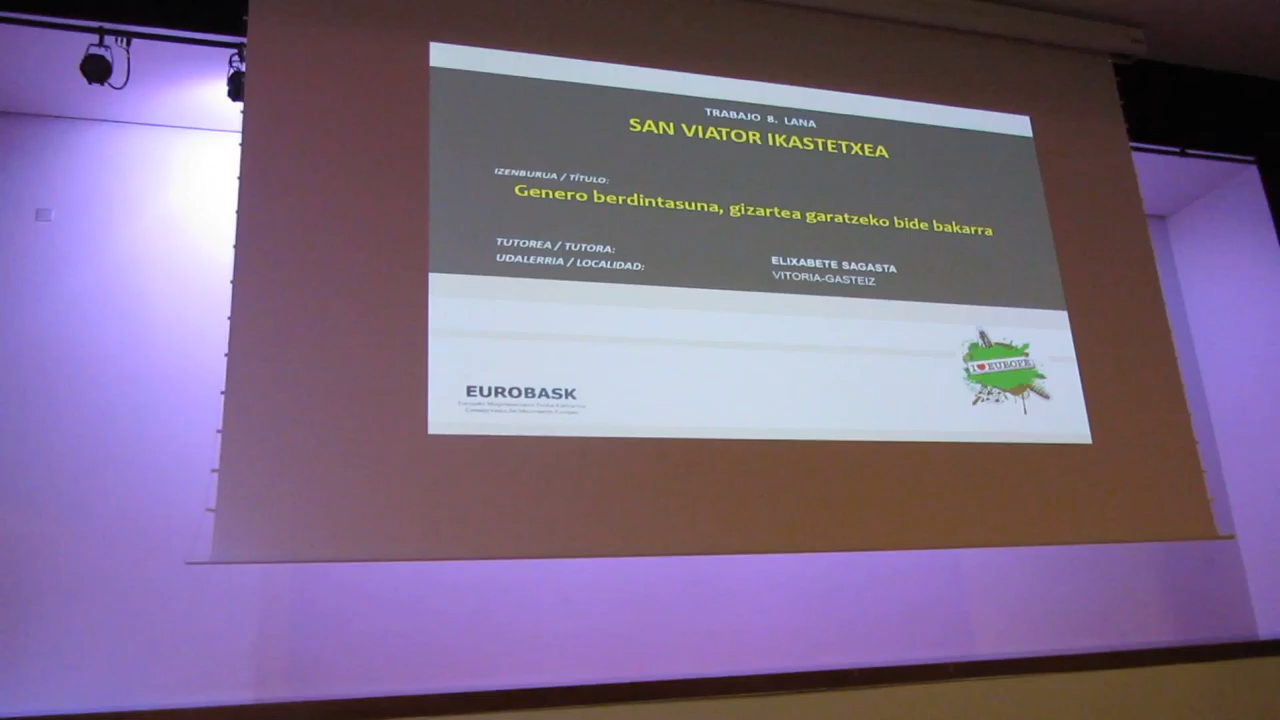 TRABAJO 8. LANA
SAN VIATOR IKASTETXEA
IZENBURUA / TÍTULO:
Genero berdintasuna, gizartea garatzeko bide bakarra
TUTOREA / TUTORA:
ELIXABETE SAGASTA
UDALERRIA / LOCALIDAD:
VITORIA-GASTEIZ
I EUROPE
EUROBASK